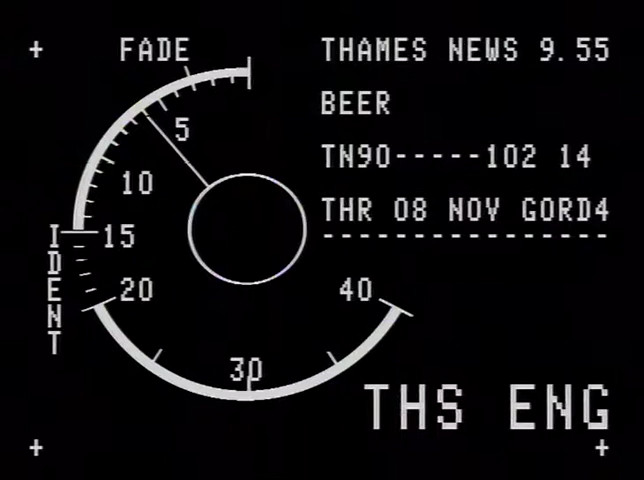 FADE
THAMES NEWS 9.55
BEER
TN90-----102 14
THR 08 NOV GORD4
----------------
5
10
15
20
30
40
IDENT
THS ENG